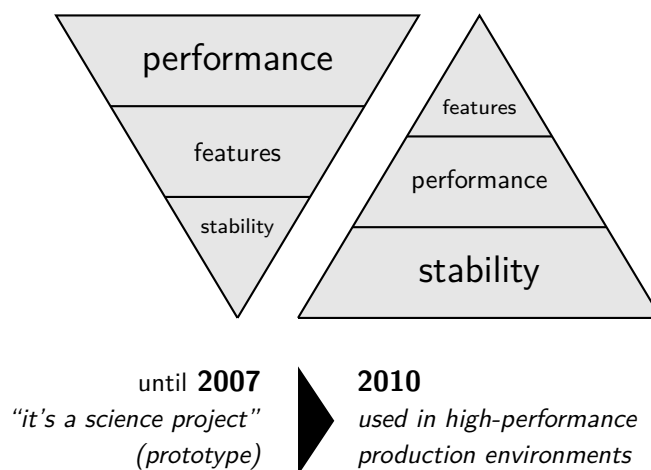 performance
features
stability
features
performance
stability
until 2007
“it's a science project”
(prototype)
2010
used in high-performance
production environments